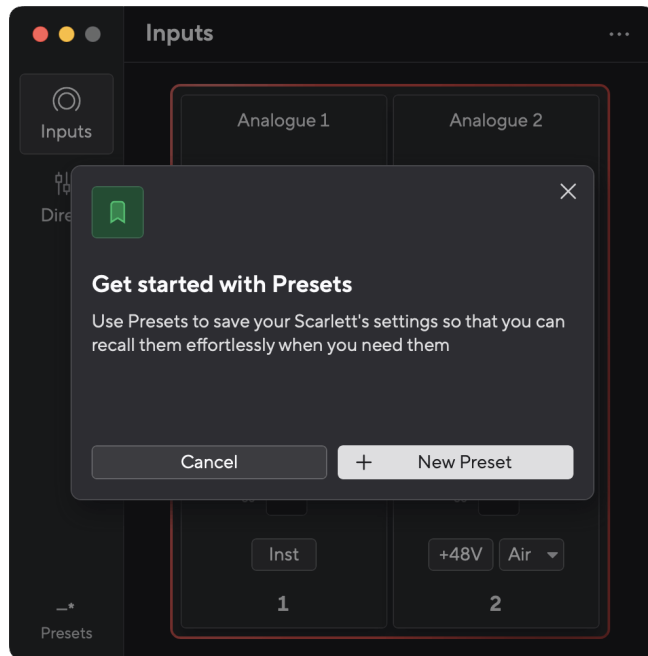 Inputs
...
Inputs
Analogue 1
Analogue 2
Dire
Get started with Presets
Use Presets to save your Scarlett's settings so that you can
recall them effortlessly when you need them
Cancel
+ New Preset
Inst
+48V
Air
1
2
–*
Presets